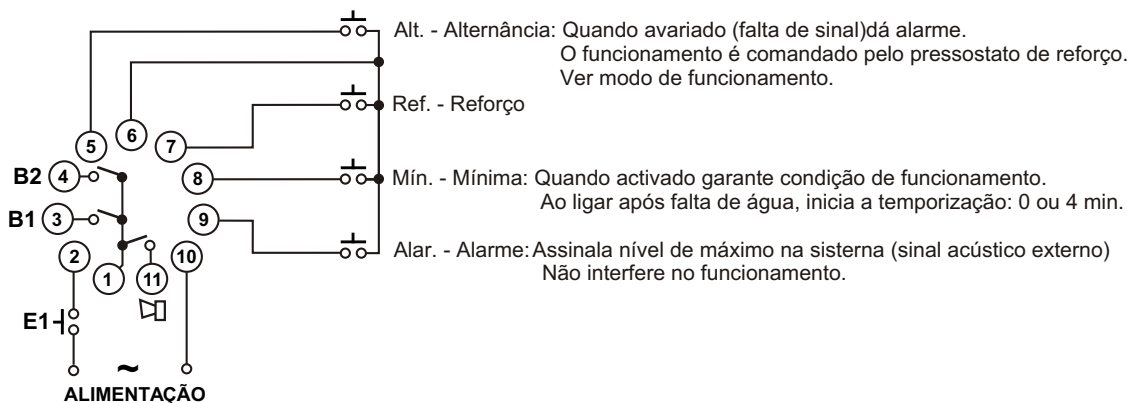 Alt. - Alternância: Quando avariado (falta de sinal)dá alarme.
O funcionamento é comandado pelo pressostato de reforço.
Ver modo de funcionamento.
Ref. - Reforço
Mín. - Mínima: Quando activado garante condição de funcionamento.
Ao ligar após falta de água, inicia a temporização: 0 ou 4 min.
Alar. - Alarme: Assinala nível de máximo na sisterna (sinal acústico externo)
Não interfere no funcionamento.
5
6
7
B2 4
8
B1 3
9
2
10
1
11
E1
~
ALIMENTAÇÃO